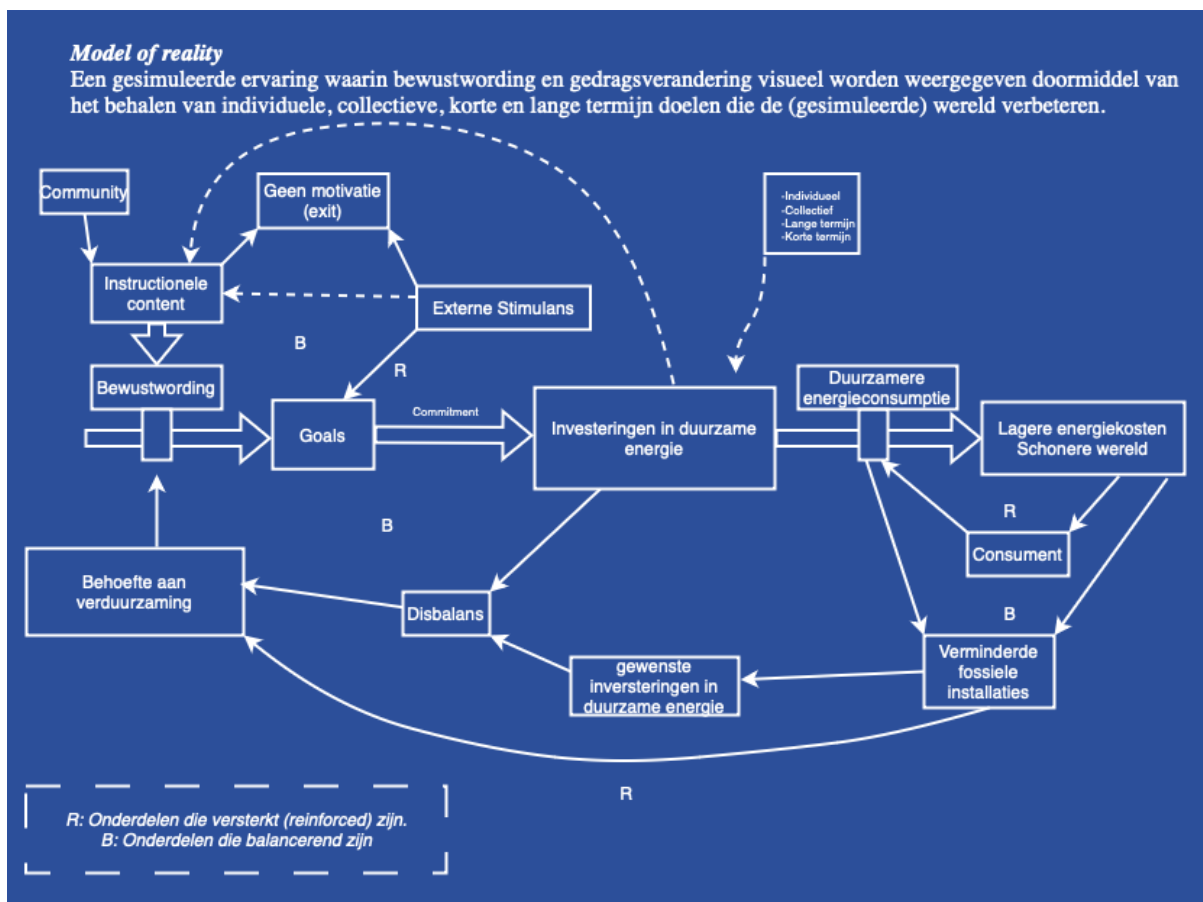 Model of reality
Een gesimuleerde ervaring waarin bewustwording en gedragsverandering visueel worden weergegeven doormiddel van
het behalen van individuele, collectieve, korte en lange termijn doelen die de (gesimuleerde) wereld verbeteren.
Community
Geen motivatie
(exit)
-Individueel
-Collectief
-Lange termijn
-Korte termijn
Instructionele
content
Externe Stimulans
B
R
Bewustwording
Goals
Commitment
Investeringen in duurzame
energie
Duurzamere
energieconsumptie
Lagere energiekosten
Schonere wereld
R
Consument
B
Behoefte aan
verduurzaming
Disbalans
B
Verminderde
fossiele
installaties
gewenste
inversteringen in
duurzame energie
R
R: Onderdelen die versterkt (reinforced) zijn.
B: Onderdelen die balancerend zijn